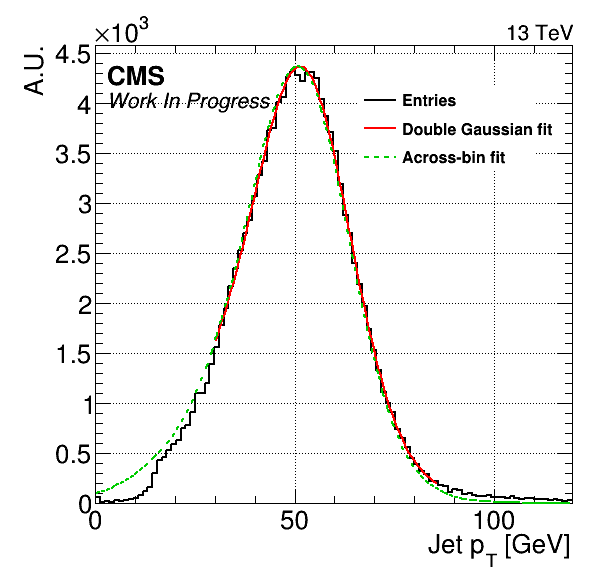 ×10³
13 TeV
A.U.
4.5
4
3.5
3
2.5
2
1.5
1
0.5
0
CMS
Work In Progress
Entries
Double Gaussian fit
Across-bin fit
0 50 100
Jet p_T [GeV]